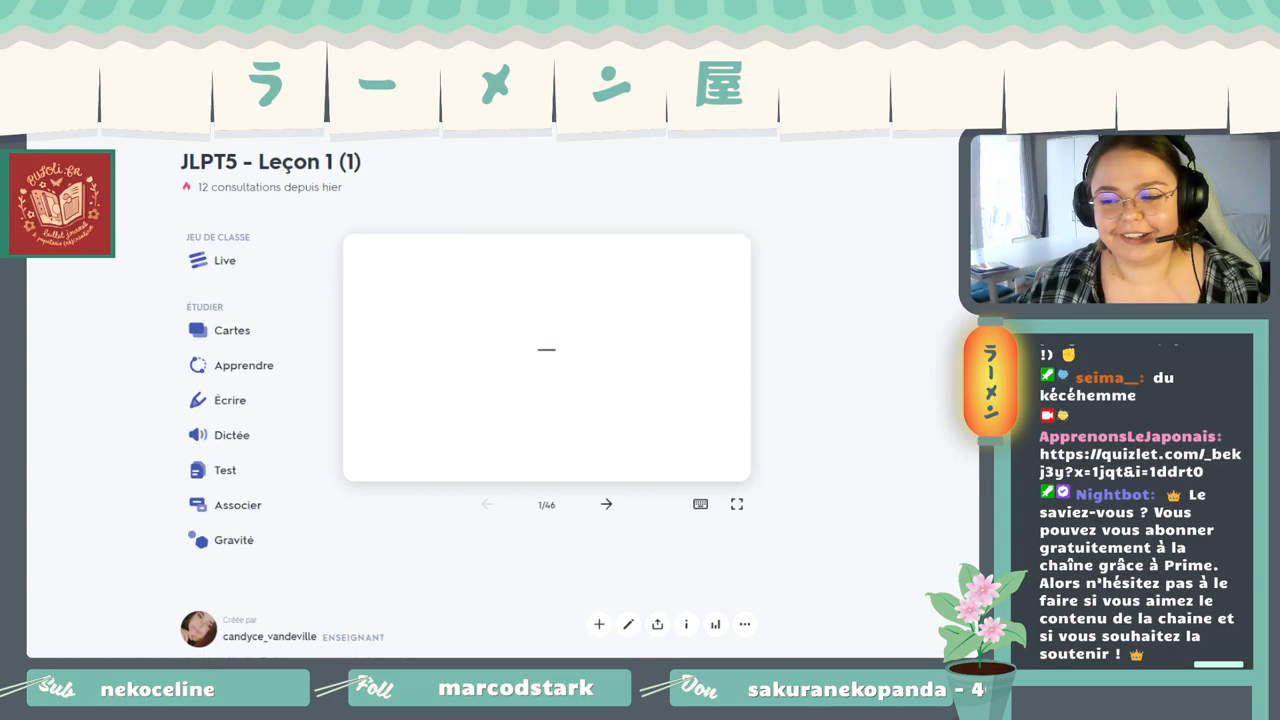 ラーメン屋
JLPT5 - Leçon 1 (1)
12 consultations depuis hier
JEU DE CLASSE
Live
ÉTUDIER
Cartes
Apprendre
Écrire
Dictée
Test
Associer
Gravité
一
1/46
Créée par
candyce_vandeville ENSEIGNANT
ラーメン
!) ✊
seima__: du
kécéhemme
ApprenonsLeJaponais:
https://quizlet.com/_bek
j3y?x=1jqt&i=1ddrt0
Nightbot: 👑 Le
saviez-vous ? Vous
pouvez vous abonner
gratuitement à la
chaîne grâce à Prime.
Alors n'hésitez pas à le
faire si vous aimez le
contenu de la chaine et
si vous souhaitez la
soutenir ! 👑
Sub nekoceline
Foll marcodstark
Don sakuranekopanda - 4